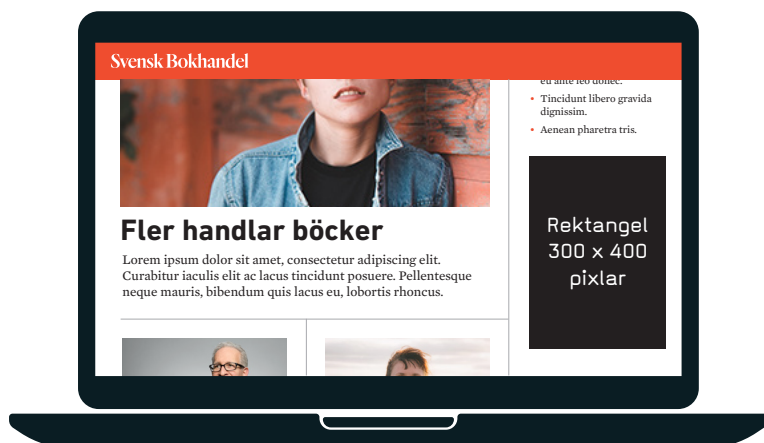 Svensk Bokhandel
Fler handlar böcker
Lorem ipsum dolor sit amet, consectetur adipiscing elit.
Curabitur iaculis elit ac lacus tincidunt posuere. Pellentesque
neque mauris, bibendum quis lacus eu, lobortis rhoncus.
eu ante leo donec.
• Tincidunt libero gravida
dignissim.
• Aenean pharetra tris.
Rektangel
300 x 400
pixlar